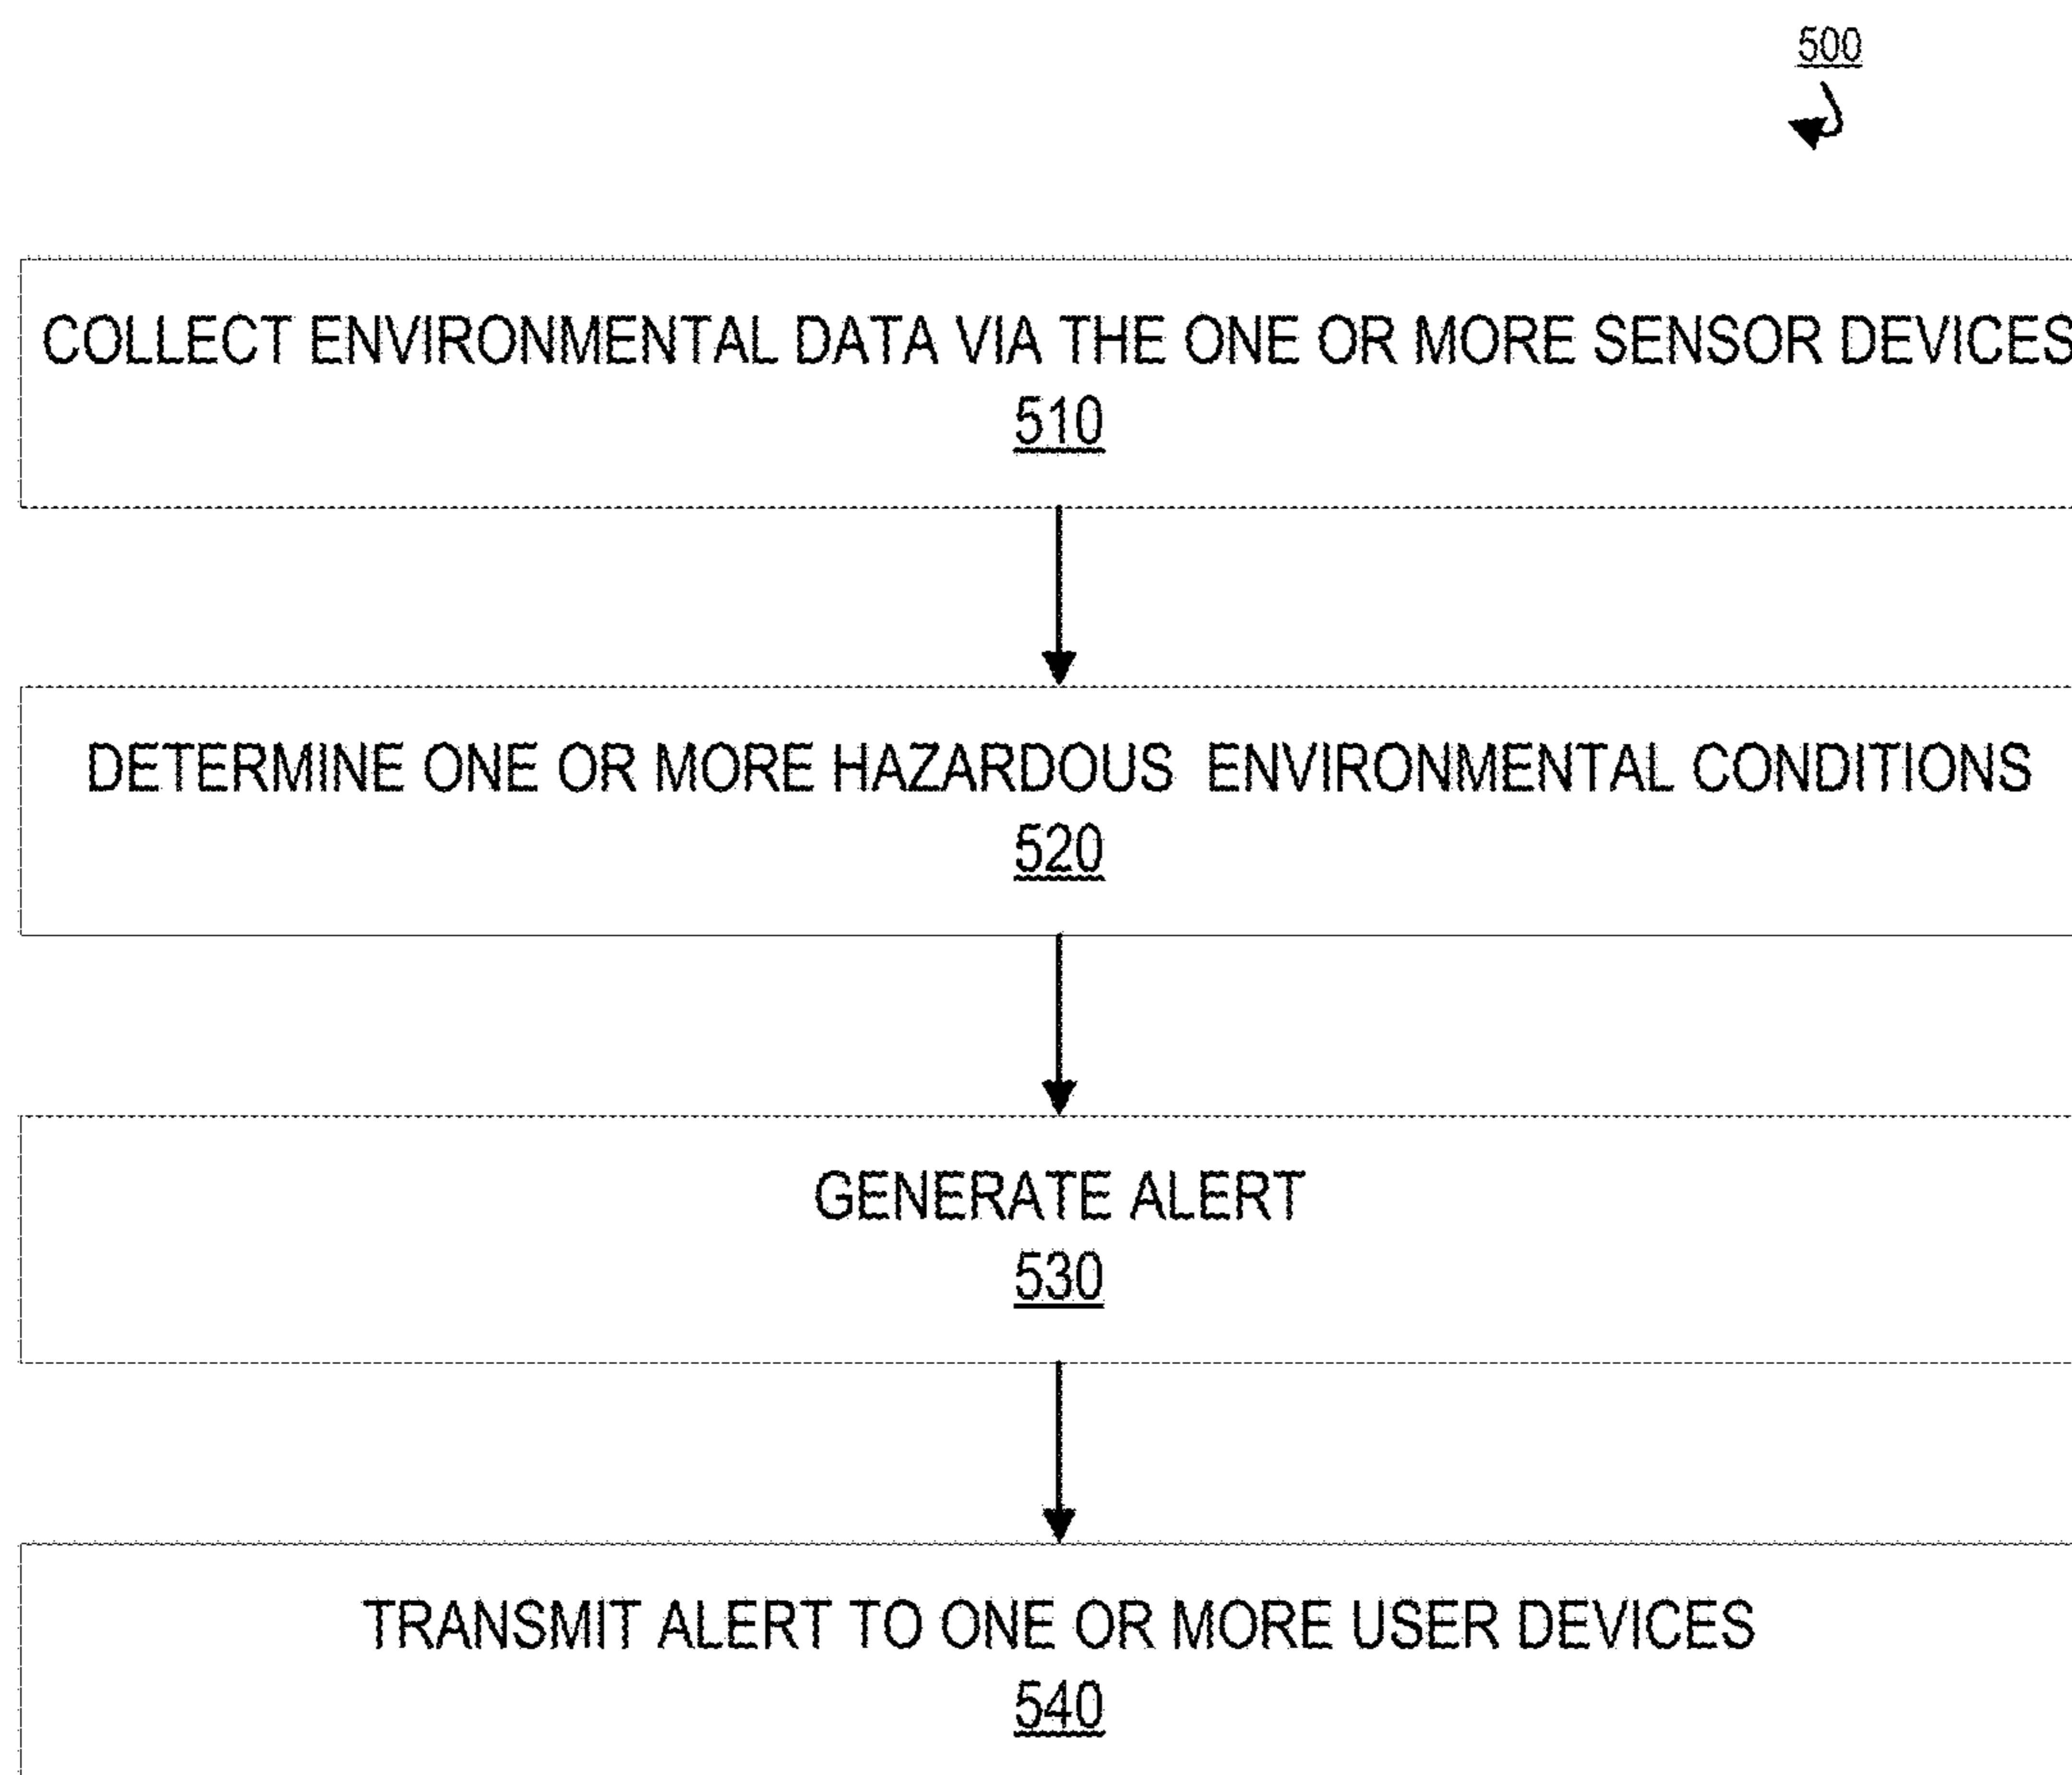 500
COLLECT ENVIRONMENTAL DATA VIA THE ONE OR MORE SENSOR DEVICES
510
DETERMINE ONE OR MORE HAZARDOUS ENVIRONMENTAL CONDITIONS
520
GENERATE ALERT
530
TRANSMIT ALERT TO ONE OR MORE USER DEVICES
540